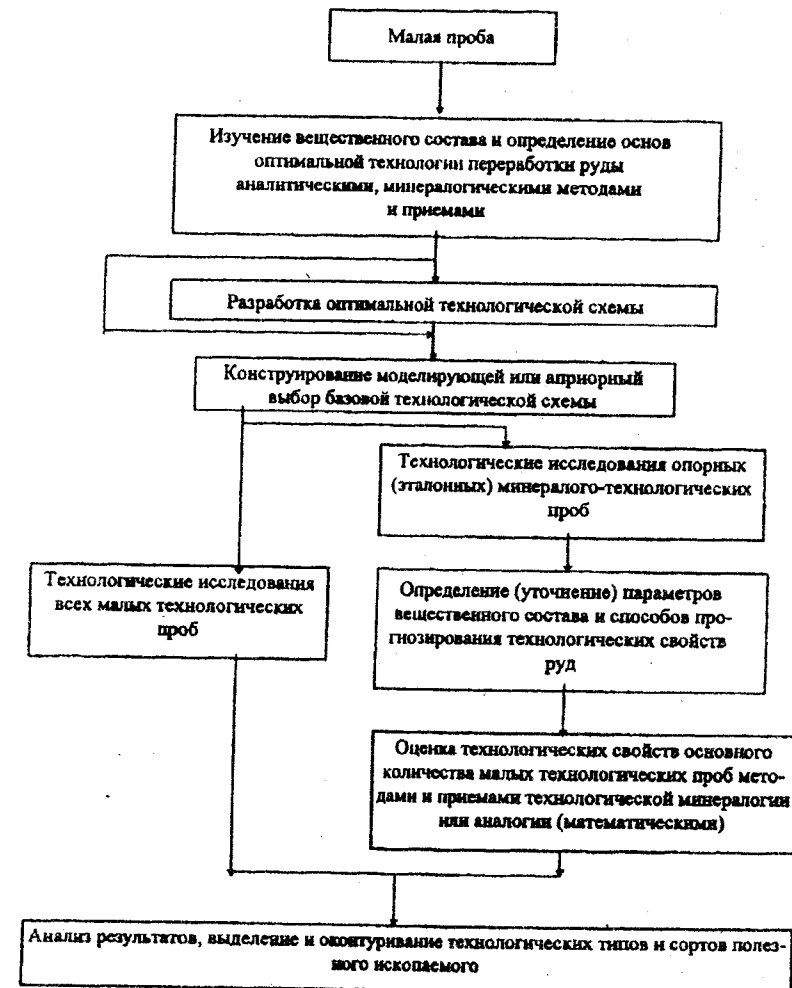 Малая проба
Изучение вещественного состава и определение основ
оптимальной технологии переработки руды
аналитическими, минералогическими методами
и приемами
Разработка оптимальной технологической схемы
Конструирование моделирующей или априорный
выбор базовой технологической схемы
Технологические исследования опорных
(эталонных) минералого-технологических
проб
Технологические исследования
всех малых технологических
проб
Определение (уточнение) параметров
вещественного состава и способов про-
гнозирования технологических свойств
руд
Оценка технологических свойств основного
количества малых технологических проб мето-
дами и приемами технологической минералогии
или аналогии (математическими)
Анализ результатов, выделение и оконтуривание технологических типов и сортов полез-
ного ископаемого